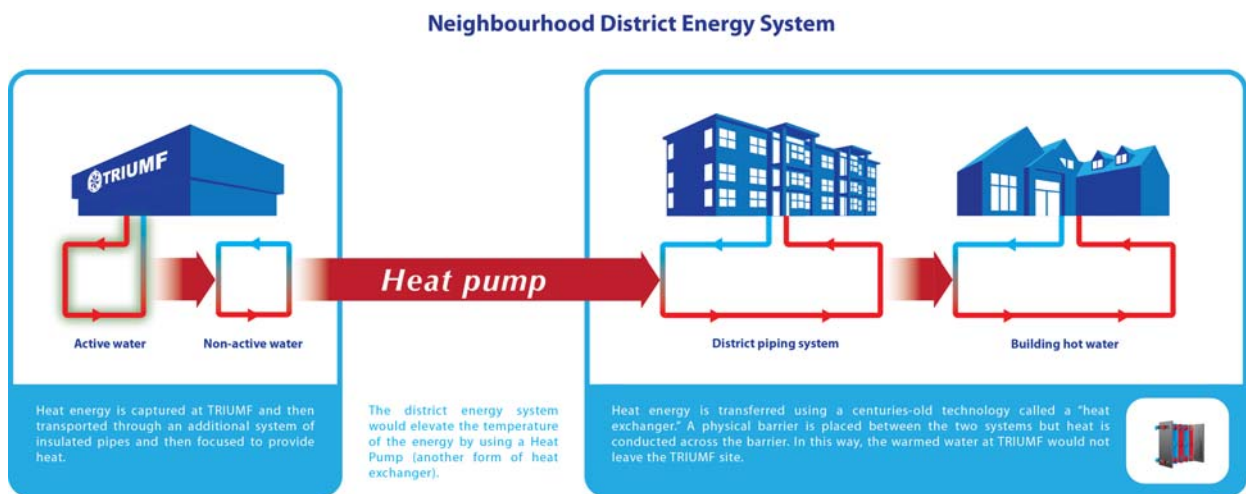 Neighbourhood District Energy System
TRIUMF
Heat pump
Active water
Non-active water
District piping system
Building hot water
Heat energy is captured at TRIUMF and then
transported through an additional system of
insulated pipes and then focused to provide
heat.
The district energy system
would elevate the temperature
of the energy by using a Heat
Pump (another form of heat
exchanger).
Heat energy is transferred using a centuries-old technology called a “heat
exchanger.” A physical barrier is placed between the two systems but heat is
conducted across the barrier. In this way, the warmed water at TRIUMF would not
leave the TRIUMF site.